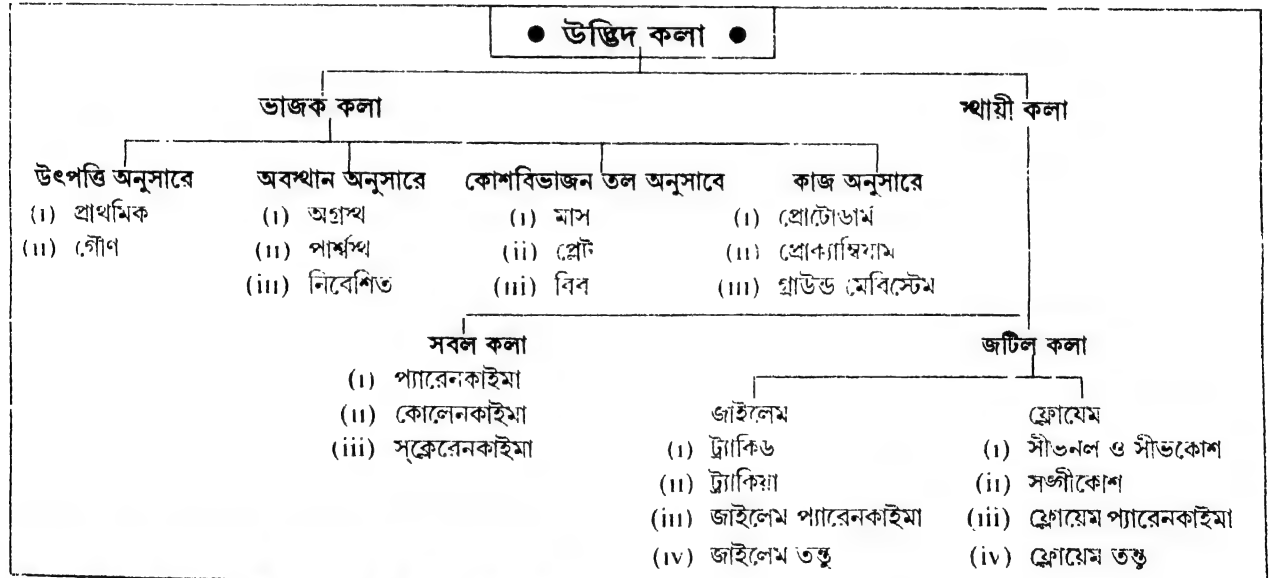 ● উদ্ভিদ কলা ●
ভাজক কলা স্থায়ী কলা
উৎপত্তি অনুসারে অবস্থান অনুসারে কোশবিভাজন তল অনুসাবে কাজ অনুসারে
(i) প্রাথমিক (i) অগ্রস্থ (i) মাস (i) প্রোটোডার্ম
(ii) গৌণ (ii) পার্শ্বস্থ (ii) প্লেট (ii) প্রোক্যাম্বিয়াম
(iii) নিবেশিত (iii) বিব (iii) গ্রাউন্ড মেবিস্টেম
সবল কলা জটিল কলা
(i) প্যারেনকাইমা
(ii) কোলেনকাইমা জাইলেম ফ্লোযেম
(iii) স্ক্লেরেনকাইমা (i) ট্র্যাকিড (i) সীভনল ও সীভকোশ
(ii) ট্র্যাকিয়া (ii) সঙ্গীকোশ
(iii) জাইলেম প্যারেনকাইমা (iii) ফ্লোয়েম প্যারেনকাইমা
(iv) জাইলেম তন্তু (iv) ফ্লোয়েম তন্তু